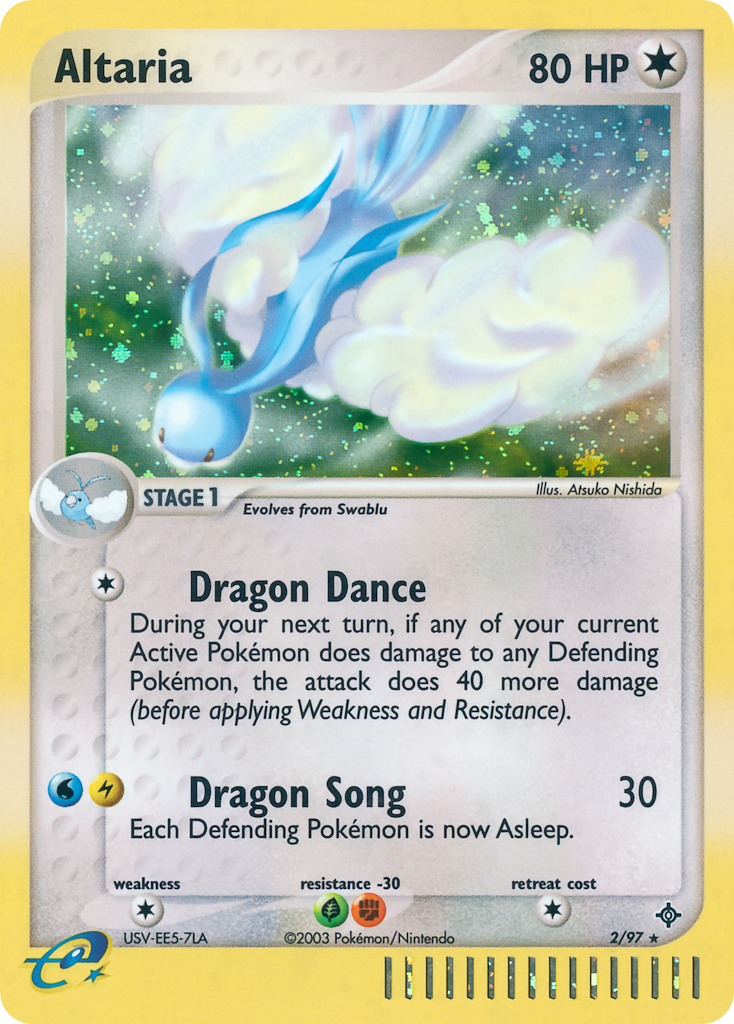 Altaria
80 HP
Illus. Atsuko Nishida
STAGE 1
Evolves from Swablu
Dragon Dance
During your next turn, if any of your current
Active Pokémon does damage to any Defending
Pokémon, the attack does 40 more damage
(before applying Weakness and Resistance).
Dragon Song 30
Each Defending Pokémon is now Asleep.
weakness resistance -30 retreat cost
USV-EE5-7LA ©2003 Pokémon/Nintendo 2/97 ★
e